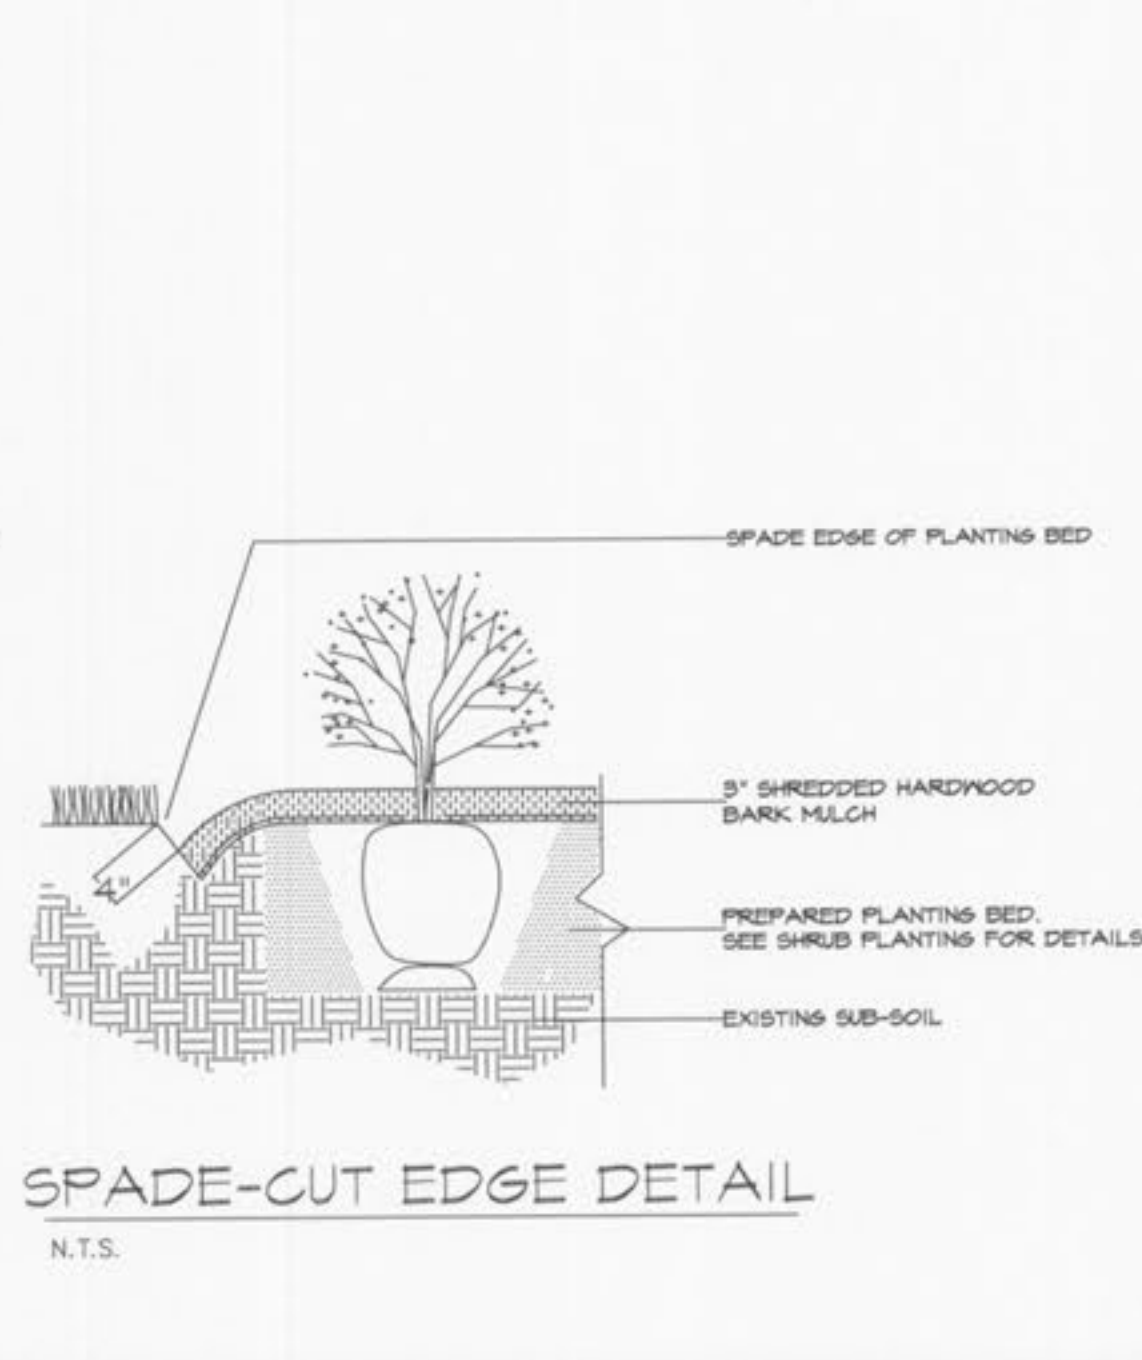 SPADE EDGE OF PLANTING BED
3" SHREDDED HARDWOOD
BARK MULCH
4"
PREPARED PLANTING BED.
SEE SHRUB PLANTING FOR DETAILS
EXISTING SUB-SOIL
SPADE-CUT EDGE DETAIL
N.T.S.